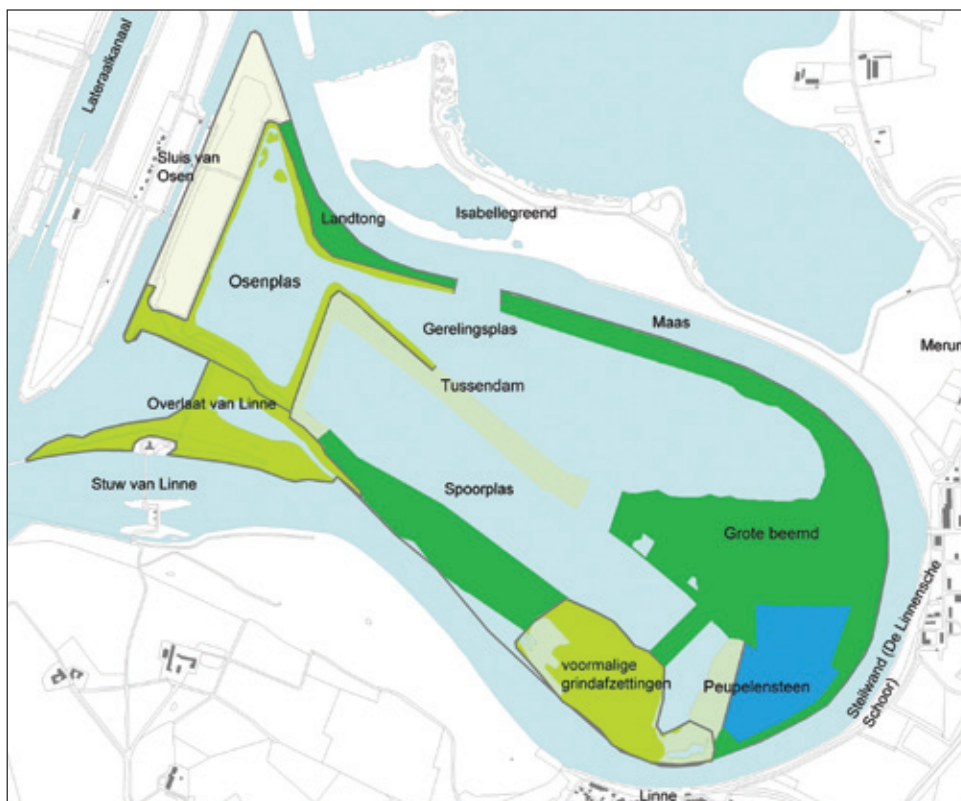 Lateraalkanaal
Sluis van
Osen
Landtong
Isabellegreend
Osenplas
Gerelingsplas
Maas
Merum
Tussendam
Overlaat van Linne
Stuw van Linne
Spoorplas
Grote beemd
voormalige
grindafzettingen
Peupelensteen
Steilwand (De Linnensche
Schoor)
Linne